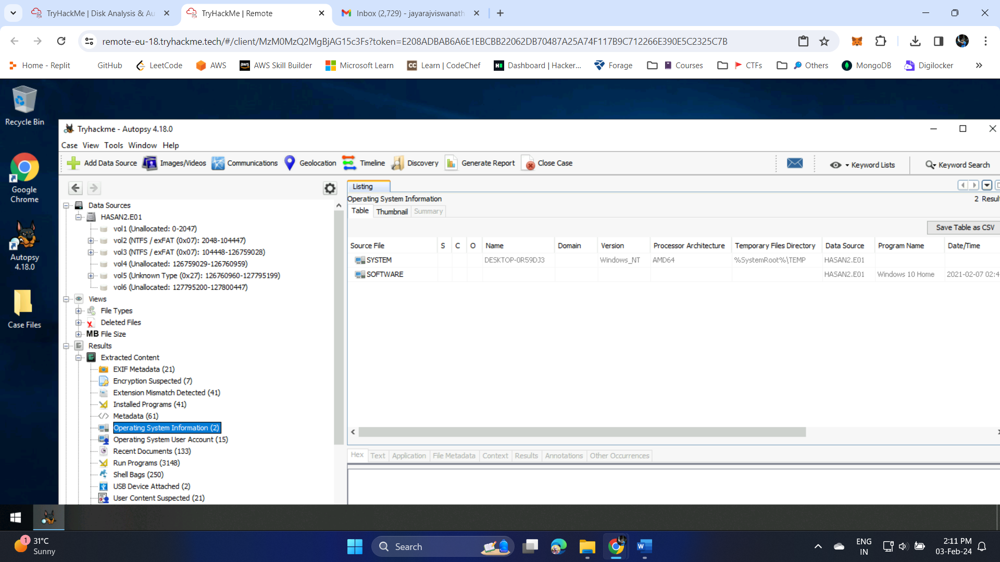 TryHackMe | Disk Analysis & Au
TryHackMe | Remote
Inbox (2,729) - jayarajviswanath
remote-eu-18.tryhackme.tech/#/client/MzM0MzQ2MgBjAG15c3Fs?token=E208ADBAB6A6E1EBCBB22062DB70487A25A74F117B9C712266E390E5C2325C7B
Home - Replit
GitHub
LeetCode
AWS
AWS Skill Builder
Microsoft Learn
Learn | CodeChef
Dashboard | Hacker...
Forage
Courses
CTFs
Others
MongoDB
Digilocker
Recycle Bin
Google Chrome
Autopsy 4.18.0
Case Files
Tryhackme - Autopsy 4.18.0
Case View Tools Window Help
Add Data Source
Images/Videos
Communications
Geolocation
Timeline
Discovery
Generate Report
Close Case
Keyword Lists
Keyword Search
Data Sources
HASAN2.E01
vol1 (Unallocated: 0-2047)
vol2 (NTFS / exFAT (0x07): 2048-104447)
vol3 (NTFS / exFAT (0x07): 104448-126759028)
vol4 (Unallocated: 126759029-126760959)
vol5 (Unknown Type (0x27): 126760960-127795199)
vol6 (Unallocated: 127795200-127800447)
Views
File Types
Deleted Files
MB File Size
Results
Extracted Content
EXIF Metadata (21)
Encryption Suspected (7)
Extension Mismatch Detected (41)
Installed Programs (41)
Metadata (61)
Operating System Information (2)
Operating System User Account (15)
Recent Documents (133)
Run Programs (3148)
Shell Bags (250)
USB Device Attached (2)
User Content Suspected (21)
Listing
Operating System Information
2 Result
Table Thumbnail Summary
Save Table as CSV
Source File S C O Name Domain Version Processor Architecture Temporary Files Directory Data Source Program Name Date/Time
SYSTEM DESKTOP-0R59DJ3 Windows_NT AMD64 %SystemRoot%\TEMP HASAN2.E01
SOFTWARE HASAN2.E01 Windows 10 Home 2021-02-07 02:4
Hex Text Application File Metadata Context Results Annotations Other Occurrences
1
31°C
Sunny
Search
ENG
IN
2:11 PM
03-Feb-24